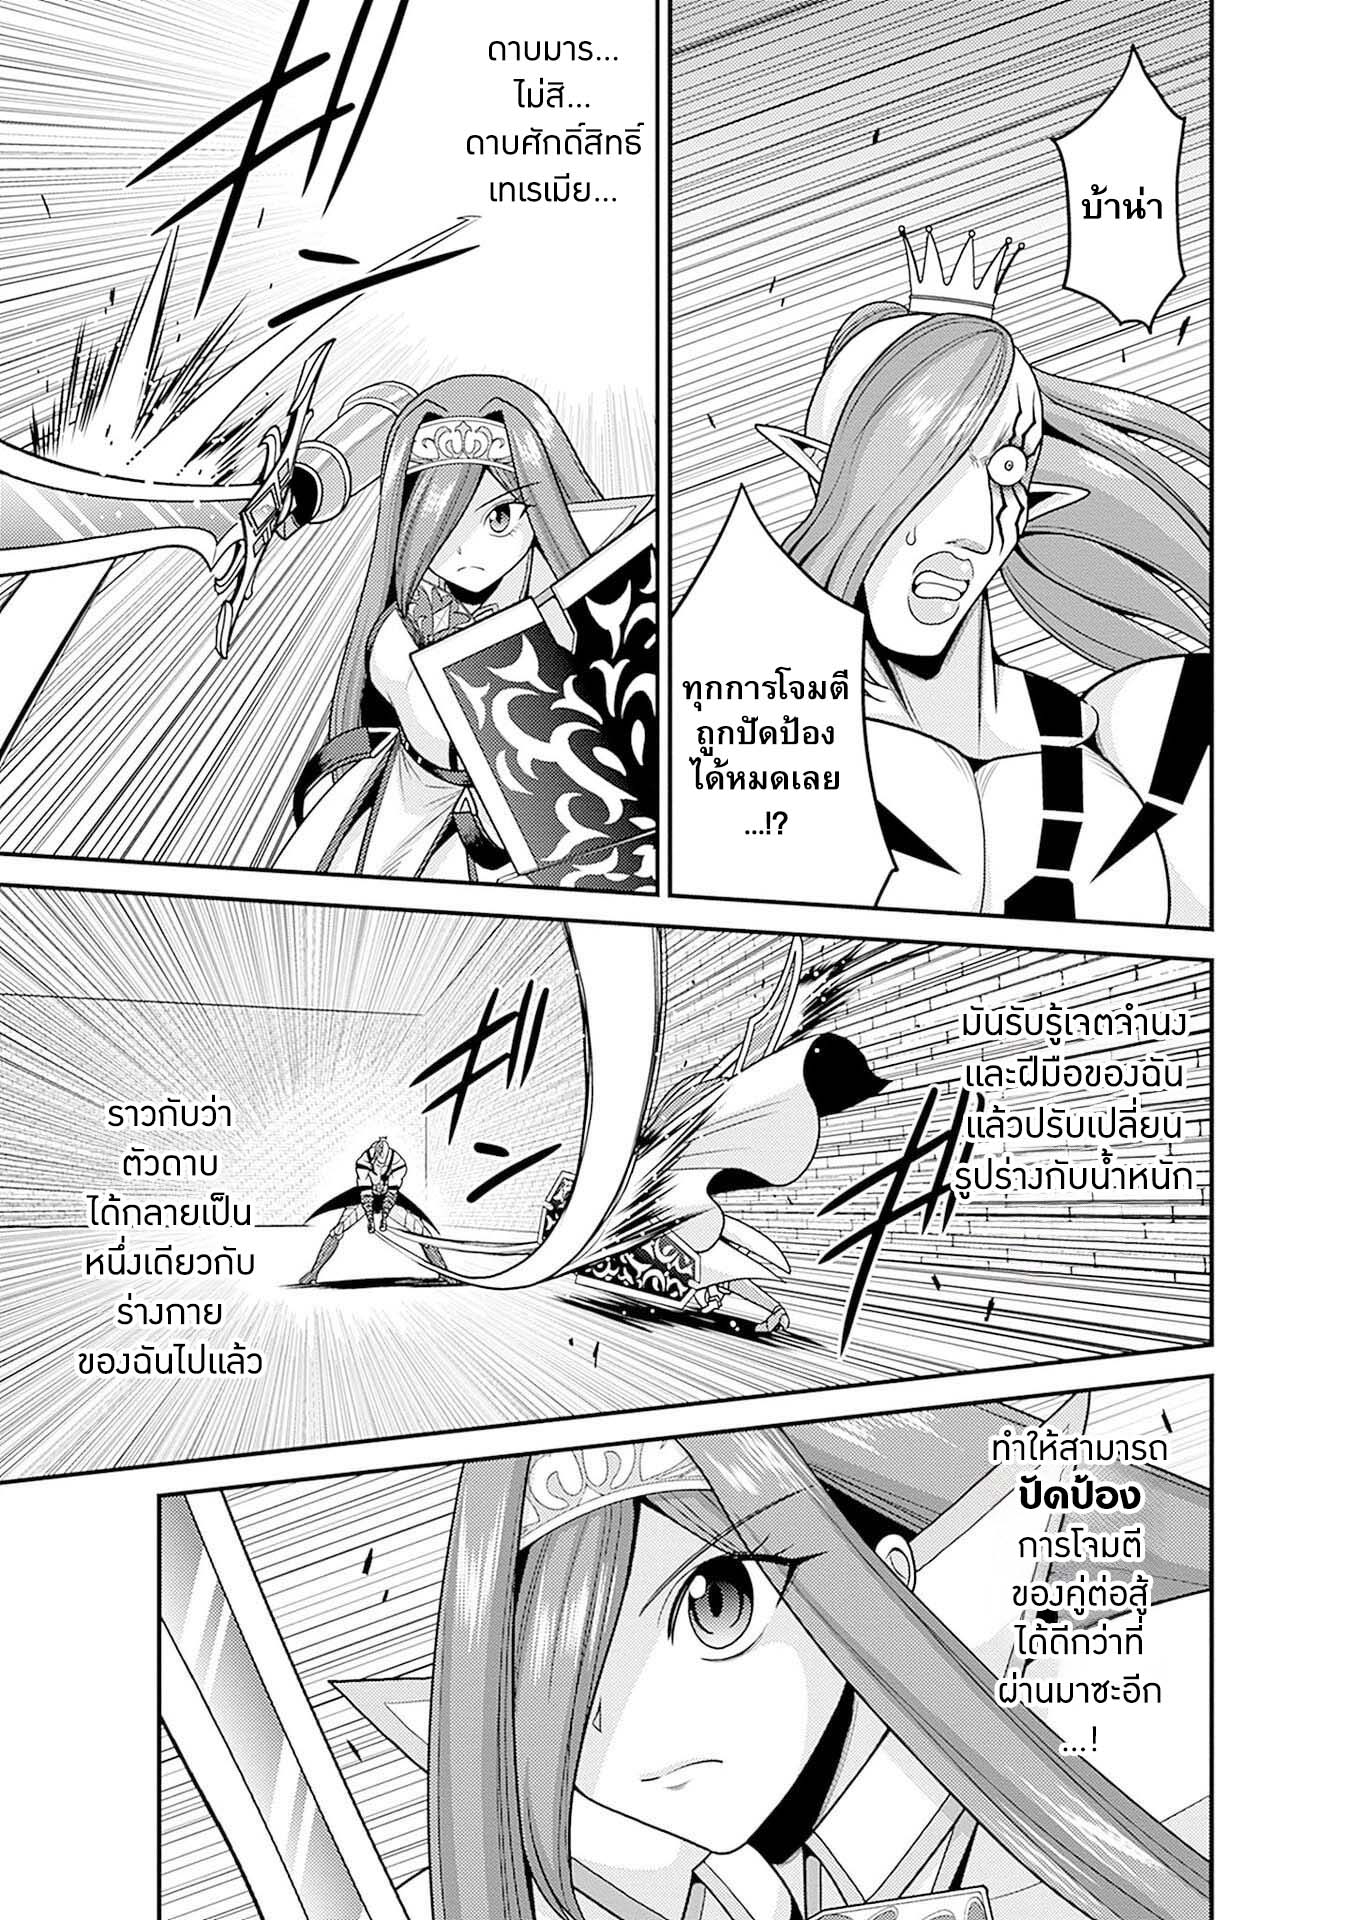 บ้าน่า
ทุกการโจมตี
ถูกปัดป้อง
ได้หมดเลย
...!?
ดาบมาร...
ไม่สิ...
ดาบศักดิ์สิทธิ์
เทเรเมีย...
มันรับรู้เจตจำนง
และฝีมือของฉัน
แล้วปรับเปลี่ยน
รูปร่างกับน้ำหนัก
ราวกับว่า
ตัวดาบ
ได้กลายเป็น
หนึ่งเดียวกับ
ร่างกาย
ของฉันไปแล้ว
ทำให้สามารถ
ปัดป้อง
การโจมตี
ของคู่ต่อสู้
ได้ดีกว่าที่
ผ่านมาซะอีก
...!